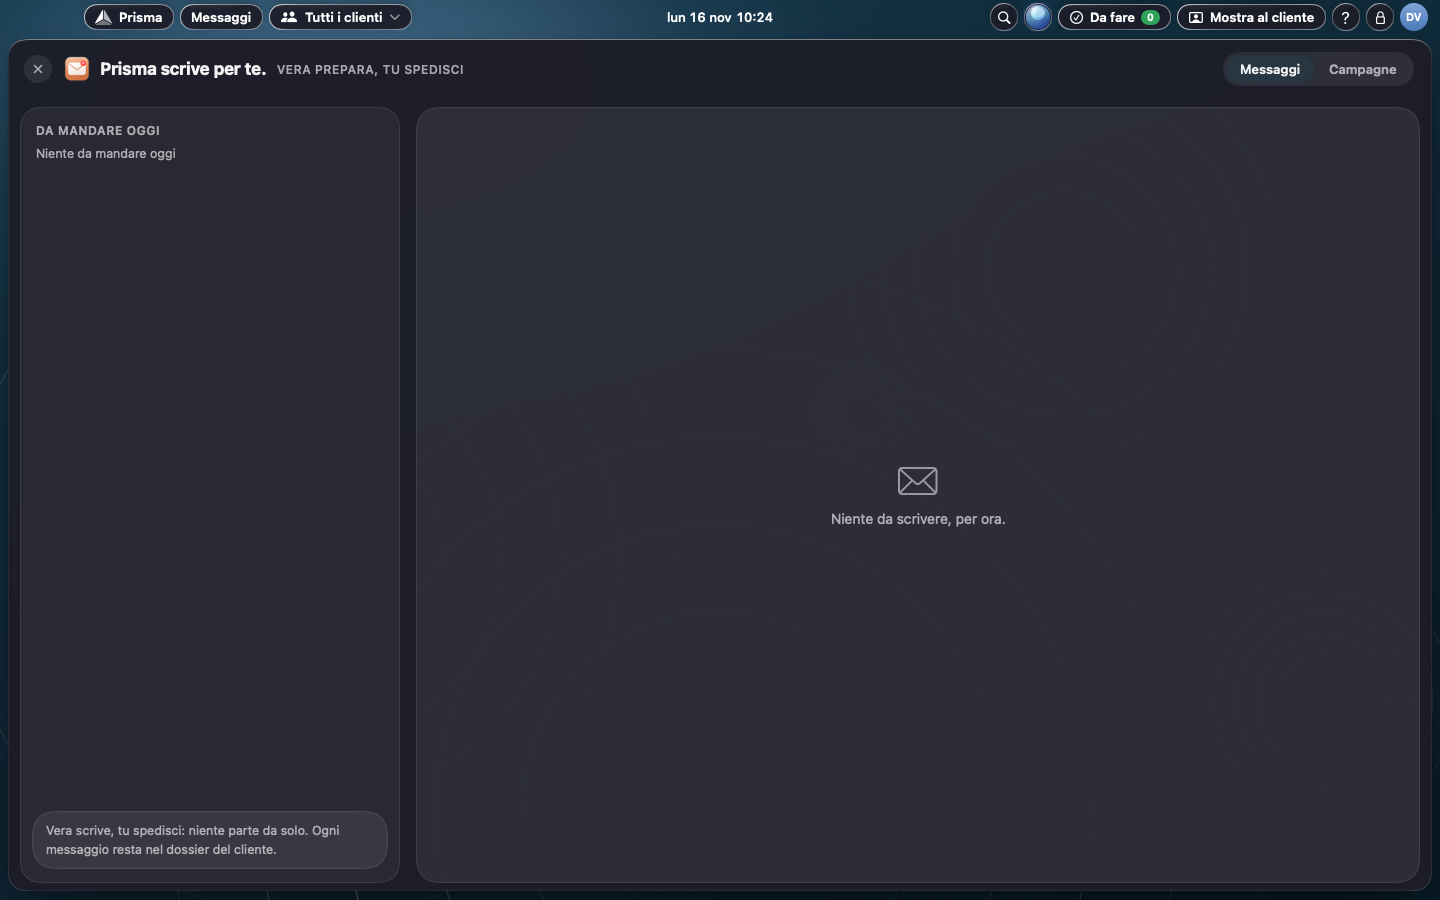 Prisma
Messaggi
Tutti i clienti
lun 16 nov 10:24
Da fare 0
Mostra al cliente
?
DV
Prisma scrive per te. VERA PREPARA, TU SPEDISCI
Messaggi
Campagne
DA MANDARE OGGI
Niente da mandare oggi
Niente da scrivere, per ora.
Vera scrive, tu spedisci: niente parte da solo. Ogni
messaggio resta nel dossier del cliente.